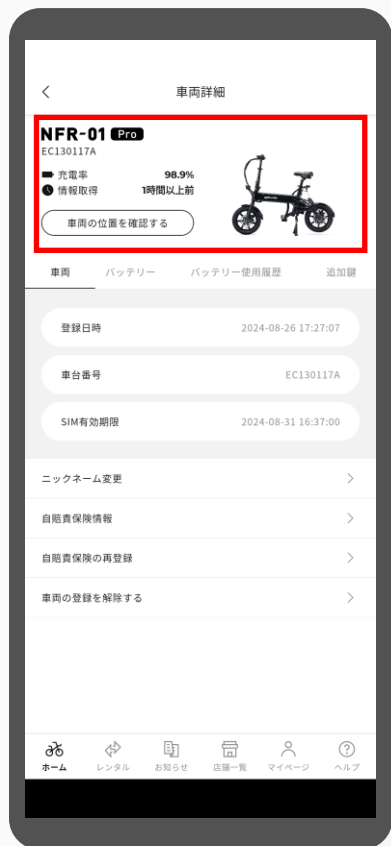 車両詳細
NFR-01 Pro
EC130117A
充電率 98.9%
情報取得 1時間以上前
車両の位置を確認する
車両 バッテリー バッテリー使用履歴 追加鍵
登録日時 2024-08-26 17:27:07
車台番号 EC130117A
SIM有効期限 2024-08-31 16:37:00
ニックネーム変更
自賠責保険情報
自賠責保険の再登録
車両の登録を解除する
ホーム レンタル お知らせ 店舗一覧 マイページ ヘルプ